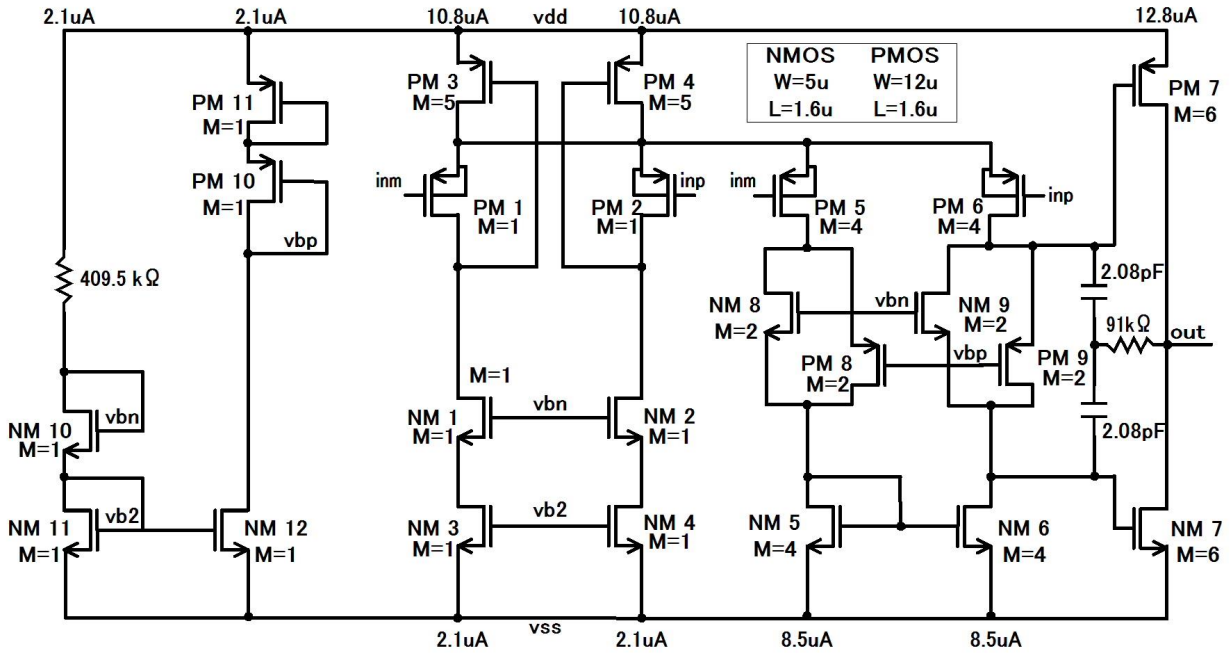 2.1uA 2.1uA 10.8uA vdd 10.8uA 12.8uA
NMOS PMOS
W=5u W=12u
L=1.6u L=1.6u
PM 11
M=1
PM 3
M=5
PM 4
M=5
PM 7
M=6
PM 10
M=1
vbp
inm
PM 1
M=1
inp
PM 2
M=1
inm
PM 5
M=4
inp
PM 6
M=4
409.5 kΩ
NM 8
M=2
vbn
NM 9
M=2
2.08pF
91kΩ
out
PM 8
M=2
vbp
PM 9
M=2
2.08pF
M=1
NM 10
M=1
vbn
NM 1
M=1
vbn
NM 2
M=1
NM 11
M=1
vb2
NM 12
M=1
NM 3
M=1
vb2
NM 4
M=1
NM 5
M=4
NM 6
M=4
NM 7
M=6
vss
2.1uA 2.1uA 8.5uA 8.5uA